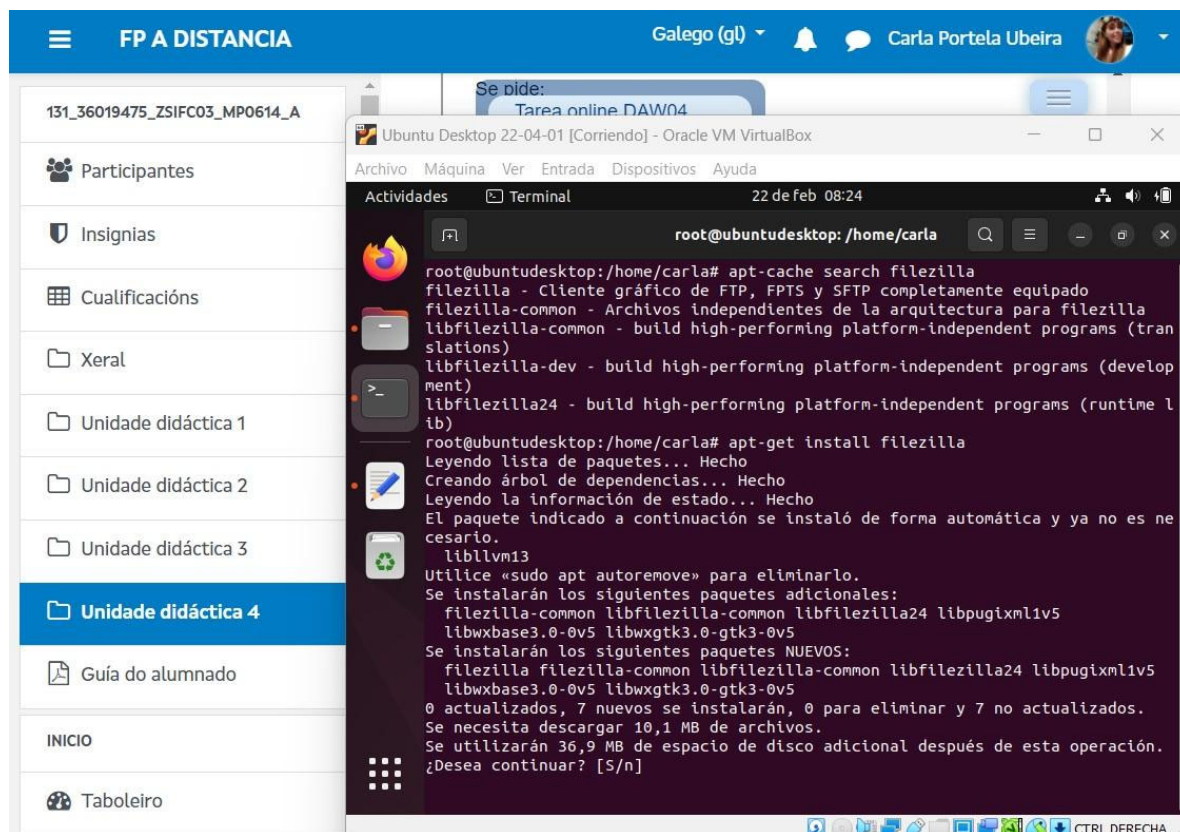 FP A DISTANCIA
Galego (gl)
Carla Portela Ubeira
131_36019475_ZSIFC03_MP0614_A
Participantes
Insignias
Cualificacións
Xeral
Unidade didáctica 1
Unidade didáctica 2
Unidade didáctica 3
Unidade didáctica 4
Guía do alumnado
INICIO
Taboleiro
Se pide:
Tarea online DAW04
Ubuntu Desktop 22-04-01 [Corriendo] - Oracle VM VirtualBox
Archivo Máquina Ver Entrada Dispositivos Ayuda
Actividades Terminal 22 de feb 08:24
root@ubuntudesktop: /home/carla
root@ubuntudesktop:/home/carla# apt-cache search filezilla
filezilla - Cliente gráfico de FTP, FPTS y SFTP completamente equipado
filezilla-common - Archivos independientes de la arquitectura para filezilla
libfilezilla-common - build high-performing platform-independent programs (tran
slations)
libfilezilla-dev - build high-performing platform-independent programs (develop
ment)
libfilezilla24 - build high-performing platform-independent programs (runtime l
ib)
root@ubuntudesktop:/home/carla# apt-get install filezilla
Leyendo lista de paquetes... Hecho
Creando árbol de dependencias... Hecho
Leyendo la información de estado... Hecho
El paquete indicado a continuación se instaló de forma automática y ya no es ne
cesario.
libllvm13
Utilice «sudo apt autoremove» para eliminarlo.
Se instalarán los siguientes paquetes adicionales:
filezilla-common libfilezilla-common libfilezilla24 libpugixml1v5
libwxbase3.0-0v5 libwxgtk3.0-gtk3-0v5
Se instalarán los siguientes paquetes NUEVOS:
filezilla filezilla-common libfilezilla-common libfilezilla24 libpugixml1v5
libwxbase3.0-0v5 libwxgtk3.0-gtk3-0v5
0 actualizados, 7 nuevos se instalarán, 0 para eliminar y 7 no actualizados.
Se necesita descargar 10,1 MB de archivos.
Se utilizarán 36,9 MB de espacio de disco adicional después de esta operación.
¿Desea continuar? [S/n]
CTRL DERECHA